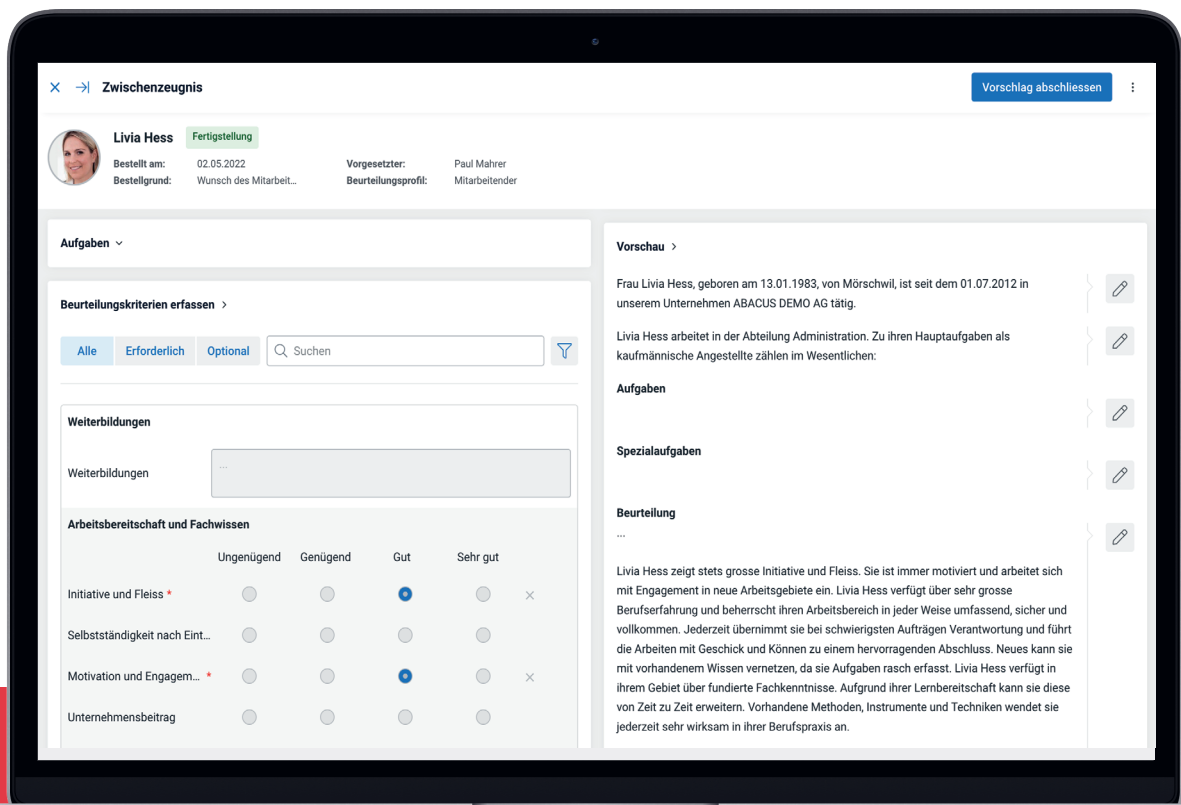 Zwischenzeugnis
Vorschlag abschliessen
Livia Hess Fertigstellung
Bestellt am: 02.05.2022 Vorgesetzter: Paul Mahrer
Bestellgrund: Wunsch des Mitarbeit... Beurteilungsprofil: Mitarbeitender
Aufgaben
Beurteilungskriterien erfassen
Alle Erforderlich Optional Suchen
Weiterbildungen
Weiterbildungen ...
Arbeitsbereitschaft und Fachwissen
Ungenügend Genügend Gut Sehr gut
Initiative und Fleiss *
Selbstständigkeit nach Eint...
Motivation und Engagem... *
Unternehmensbeitrag
Vorschau
Frau Livia Hess, geboren am 13.01.1983, von Mörschwil, ist seit dem 01.07.2012 in
unserem Unternehmen ABACUS DEMO AG tätig.
Livia Hess arbeitet in der Abteilung Administration. Zu ihren Hauptaufgaben als
kaufmännische Angestellte zählen im Wesentlichen:
Aufgaben
Spezialaufgaben
Beurteilung
...
Livia Hess zeigt stets grosse Initiative und Fleiss. Sie ist immer motiviert und arbeitet sich
mit Engagement in neue Arbeitsgebiete ein. Livia Hess verfügt über sehr grosse
Berufserfahrung und beherrscht ihren Arbeitsbereich in jeder Weise umfassend, sicher und
vollkommen. Jederzeit übernimmt sie bei schwierigsten Aufträgen Verantwortung und führt
die Arbeiten mit Geschick und Können zu einem hervorragenden Abschluss. Neues kann sie
mit vorhandenem Wissen vernetzen, da sie Aufgaben rasch erfasst. Livia Hess verfügt in
ihrem Gebiet über fundierte Fachkenntnisse. Aufgrund ihrer Lernbereitschaft kann sie diese
von Zeit zu Zeit erweitern. Vorhandene Methoden, Instrumente und Techniken wendet sie
jederzeit sehr wirksam in ihrer Berufspraxis an.